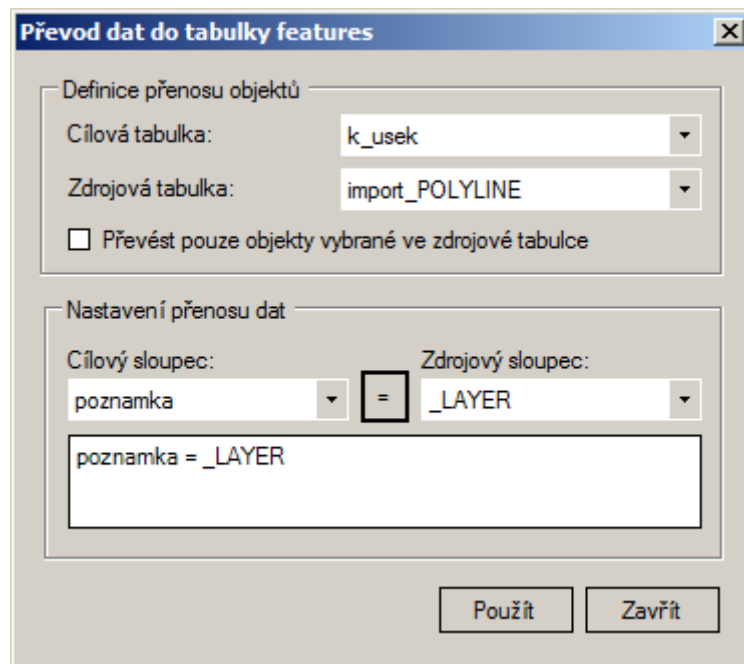 Převod dat do tabulky features
Definice přenosu objektů
Cílová tabulka: k_usek
Zdrojová tabulka: import_POLYLINE
Převést pouze objekty vybrané ve zdrojové tabulce
Nastavení přenosu dat
Cílový sloupec: Zdrojový sloupec:
poznamka = _LAYER
poznamka = _LAYER
Použít Zavřít